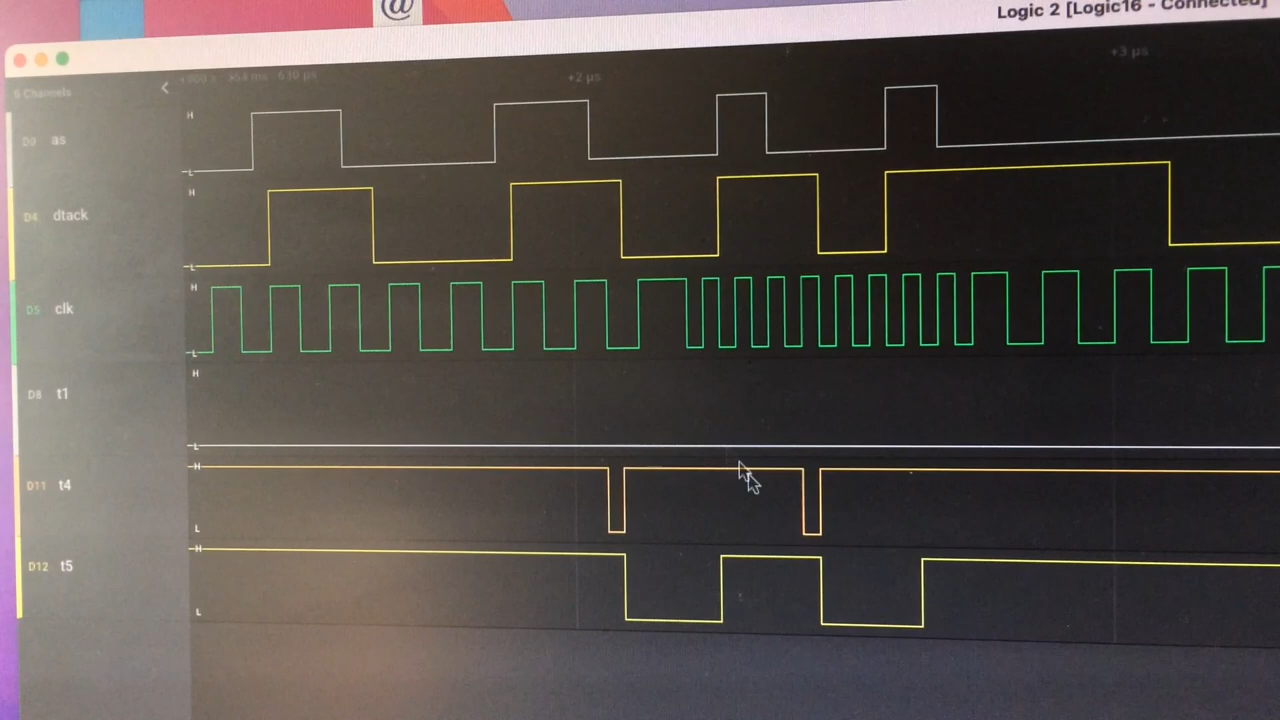 @
Logic 2 [Logic16 - Connected]
5 Channels
+2 µs
+3 µs
D0 as
H
L
D4 dtack
H
L
D5 clk
H
L
D8 t1
H
L
D11 t4
H
L
D12 t5
H
L